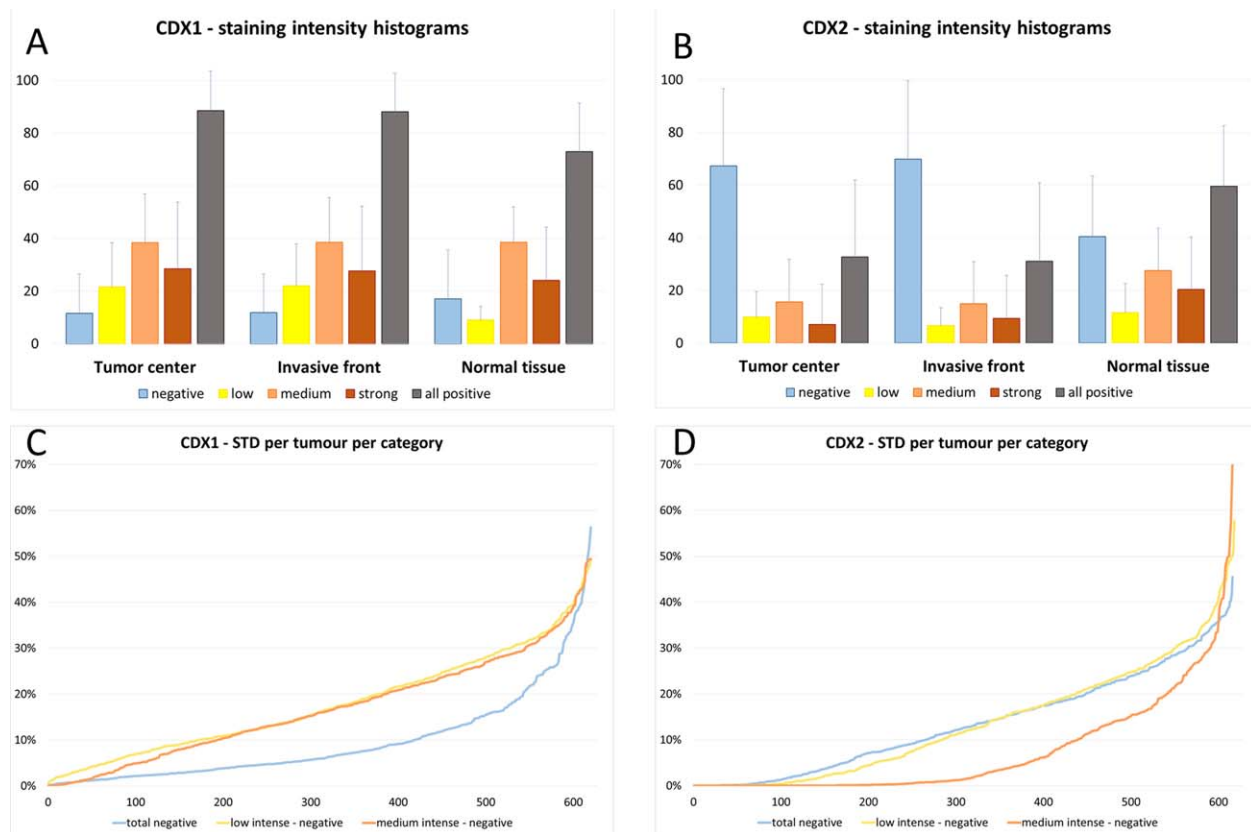 A
CDX1 - staining intensity histograms
100
80
60
40
20
0
Tumor center Invasive front Normal tissue
negative low medium strong all positive
B
CDX2 - staining intensity histograms
100
80
60
40
20
0
Tumor center Invasive front Normal tissue
negative low medium strong all positive
C
CDX1 - STD per tumour per category
70%
60%
50%
40%
30%
20%
10%
0%
0 100 200 300 400 500 600
total negative low intense - negative medium intense - negative
D
CDX2 - STD per tumour per category
70%
60%
50%
40%
30%
20%
10%
0%
0 100 200 300 400 500 600
total negative low intense - negative medium intense - negative